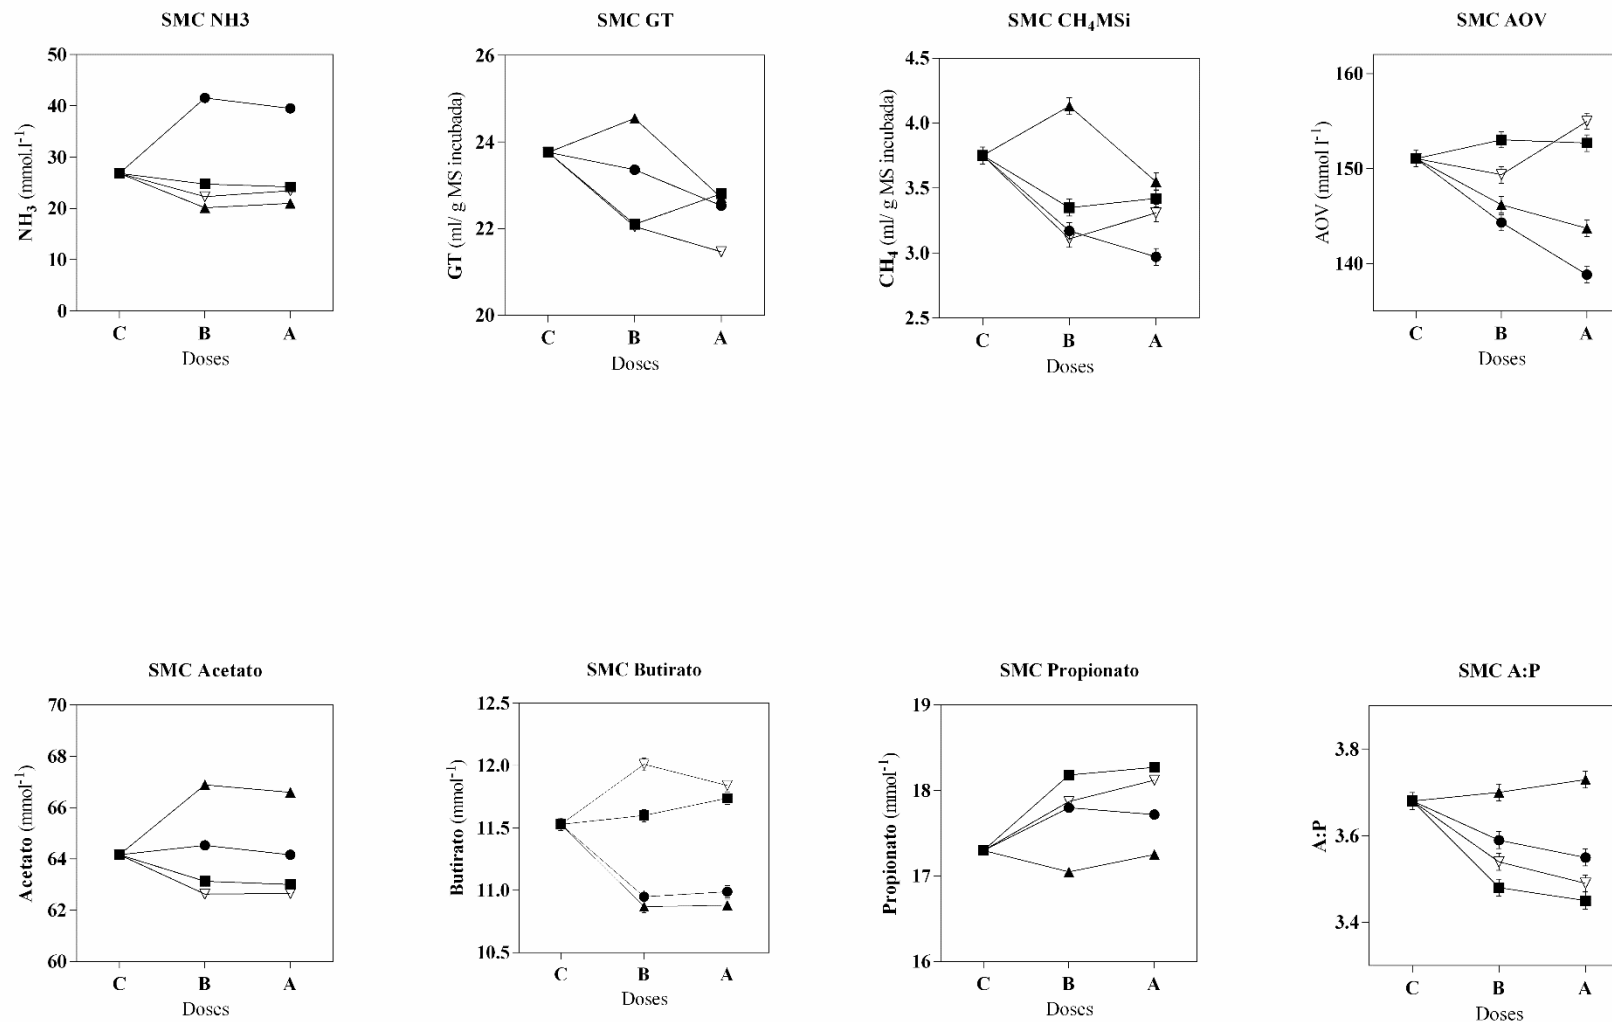 SMC NH3
NH3 (mmol.l-1)
50
40
30
20
10
0
C B A
Doses
SMC GT
GT (ml/ g MS incubada)
26
24
22
20
C B A
Doses
SMC CH4MSi
CH4 (ml/ g MS incubada)
4.5
4.0
3.5
3.0
2.5
C B A
Doses
SMC AOV
AOV (mmol l-1)
160
150
140
C B A
Doses
SMC Acetato
Acetato (mmol-1)
70
68
66
64
62
60
C B A
Doses
SMC Butirato
Butirato (mmol-1)
12.5
12.0
11.5
11.0
10.5
C B A
Doses
SMC Propionato
Propionato (mmol-1)
19
18
17
16
C B A
Doses
SMC A:P
A:P
3.8
3.6
3.4
C B A
Doses